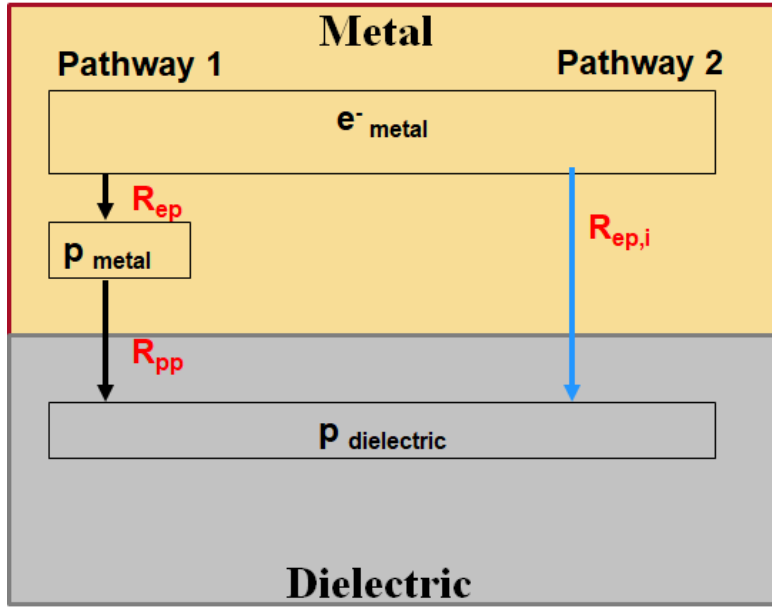 Metal
Pathway 1
Pathway 2
e- metal
Rep
Rep,i
p metal
Rpp
p dielectric
Dielectric